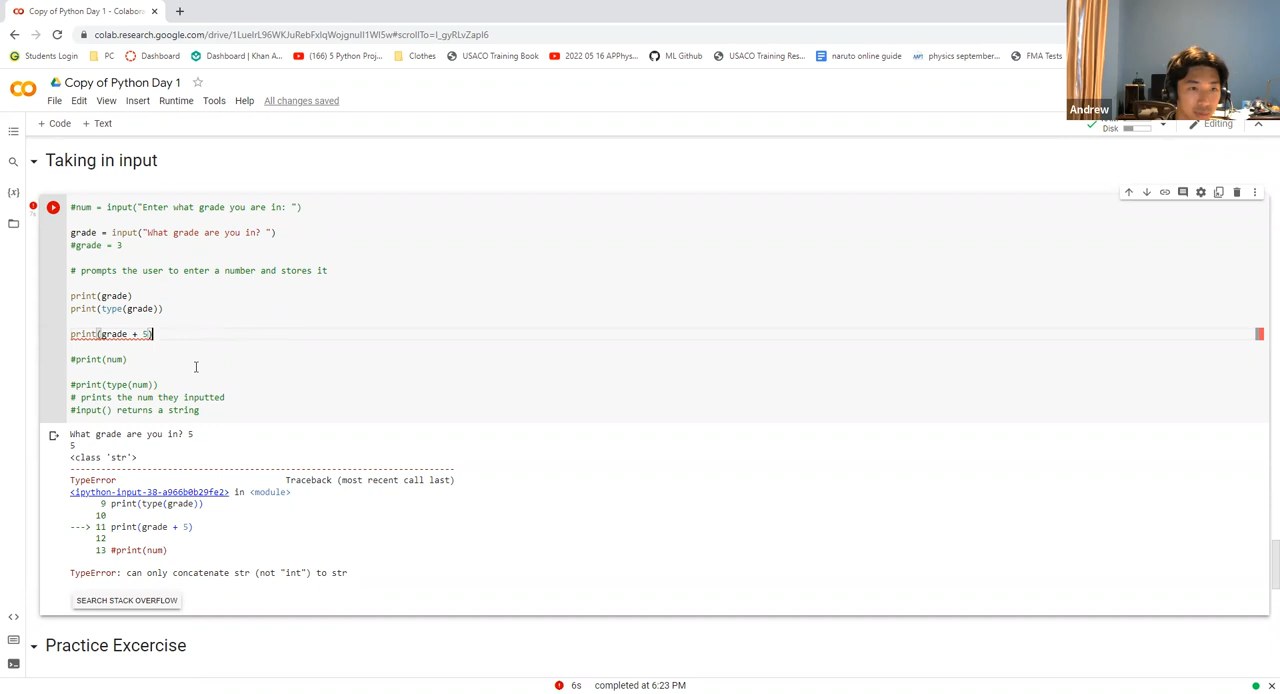 Copy of Python Day 1 - Colabora
colab.research.google.com/drive/1LueIrL96WKJuRebFxlqWojgnuIl1WI5w#scrollTo=I_gyRLvZapI6
Students Login
PC
Dashboard
Dashboard | Khan A...
(166) 5 Python Proj...
Clothes
USACO Training Book
2022 05 16 APPhys...
ML Github
USACO Training Res...
naruto online guide
physics september...
FMA Tests
Andrew
CO
Copy of Python Day 1
File Edit View Insert Runtime Tools Help All changes saved
+ Code + Text
Disk
Editing
Taking in input
#num = input("Enter what grade you are in: ")
grade = input("What grade are you in? ")
#grade = 3
# prompts the user to enter a number and stores it
print(grade)
print(type(grade))
print(grade + 5)
#print(num)
#print(type(num))
# prints the num they inputted
#input() returns a string
7s
What grade are you in? 5
5
<class 'str'>
---------------------------------------------------------------------------
TypeError Traceback (most recent call last)
<ipython-input-38-a966b0b29fe2> in <module>
9 print(type(grade))
10
---> 11 print(grade + 5)
12
13 #print(num)
TypeError: can only concatenate str (not "int") to str
SEARCH STACK OVERFLOW
Practice Excercise
6s completed at 6:23 PM